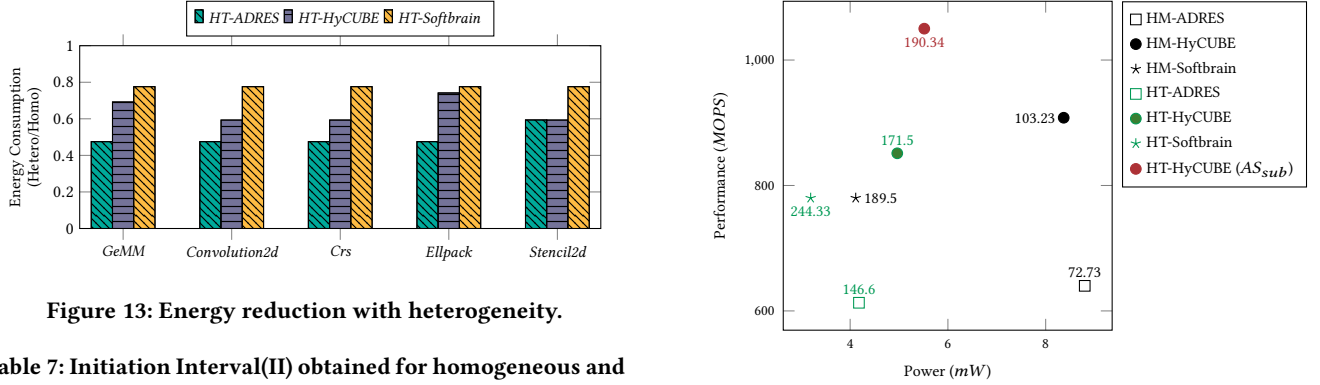 HT-ADRES HT-HyCUBE HT-Softbrain
Energy Consumption
(Hetero/Homo)
1
0.8
0.6
0.4
0.2
0
GeMM Convolution2d Crs Ellpack Stencil2d
Figure 13: Energy reduction with heterogeneity.
able 7: Initiation Interval(II) obtained for homogeneous and
Performance (MOPS)
1,000
800
600
190.34
103.23
171.5
189.5
244.33
146.6
72.73
4 6 8
Power (mW)
HM-ADRES
HM-HyCUBE
HM-Softbrain
HT-ADRES
HT-HyCUBE
HT-Softbrain
HT-HyCUBE (ASsub)